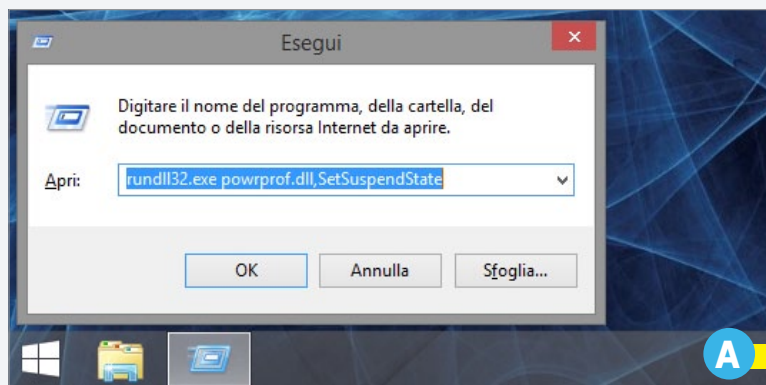 Esegui
Digitare il nome del programma, della cartella, del
documento o della risorsa Internet da aprire.
Apri:
rundll32.exe powrprof.dll,SetSuspendState
OK
Annulla
Sfoglia...
A